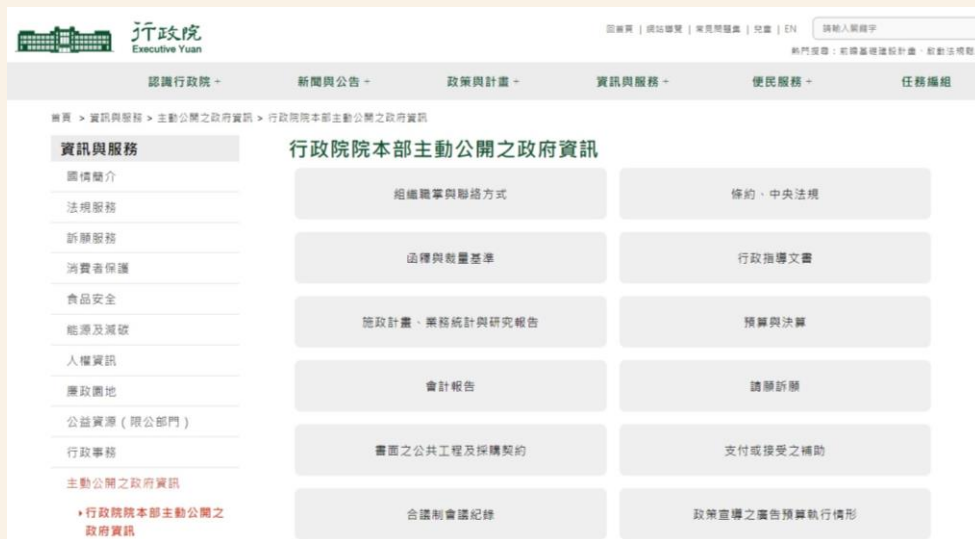 行政院
Executive Yuan
回首頁 | 網站導覽 | 常見問題集 | 兒童 | EN
請輸入關鍵字
熱門搜尋：前瞻基礎建設計畫、啟動法規鬆
認識行政院 +
新聞與公告 +
政策與計畫 +
資訊與服務 +
便民服務 +
任務編組
首頁 > 資訊與服務 > 主動公開之政府資訊 > 行政院院本部主動公開之政府資訊
資訊與服務
國情簡介
法規服務
訴願服務
消費者保護
食品安全
能源及減碳
人權資訊
廉政園地
公益資源（限公部門）
行政事務
主動公開之政府資訊
行政院院本部主動公開之
政府資訊
行政院院本部主動公開之政府資訊
組織職掌與聯絡方式
條約、中央法規
函釋與裁量基準
行政指導文書
施政計畫、業務統計與研究報告
預算與決算
會計報告
請願訴願
書面之公共工程及採購契約
支付或接受之補助
合議制會議紀錄
政策宣導之廣告預算執行情形